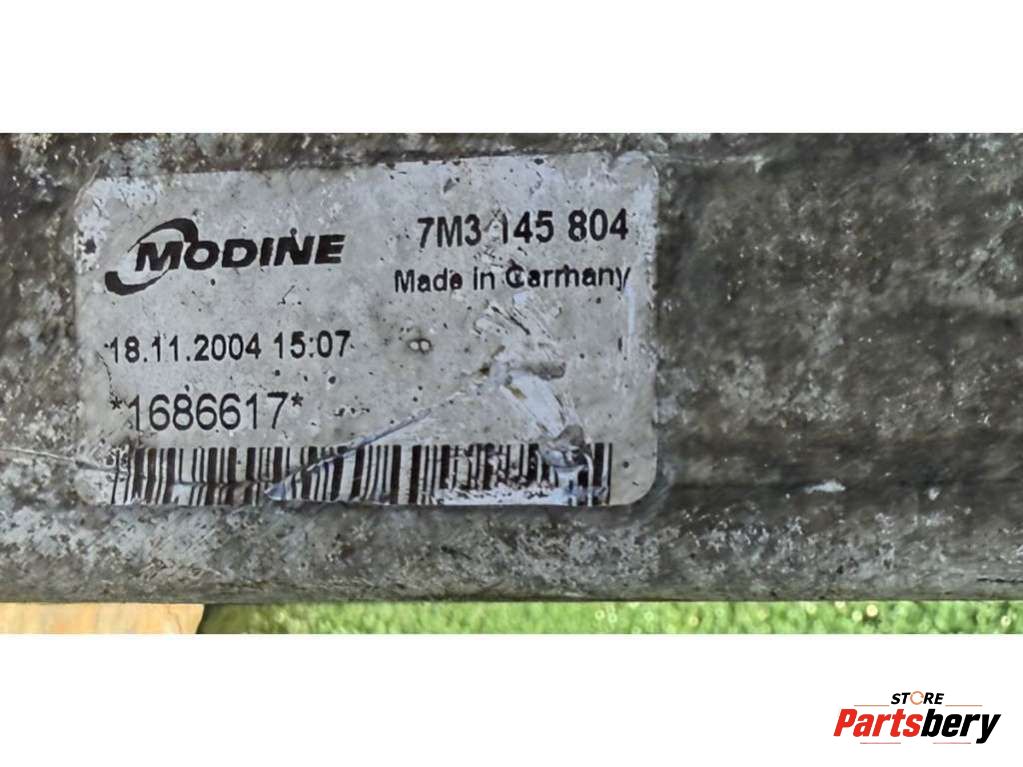 MODINE
7M3 145 804
Made in Carmany
18.11.2004 15:07
*1686617*
STORE
Partsbery